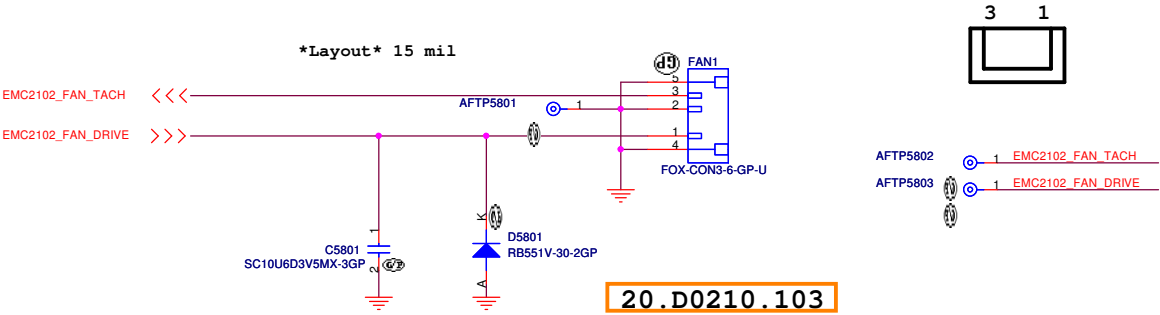 3 1
*Layout* 15 mil
GP
FAN1
5
EMC2102_FAN_TACH
3
AFTP5801
1
2
EMC2102_FAN_DRIVE
1
4
FOX-CON3-6-GP-U
AFTP5802
1
EMC2102_FAN_TACH
AFTP5803
1
EMC2102_FAN_DRIVE
1
K
C5801
SC10U6D3V5MX-3GP
2
D5801
RB551V-30-2GP
A
20.D0210.103